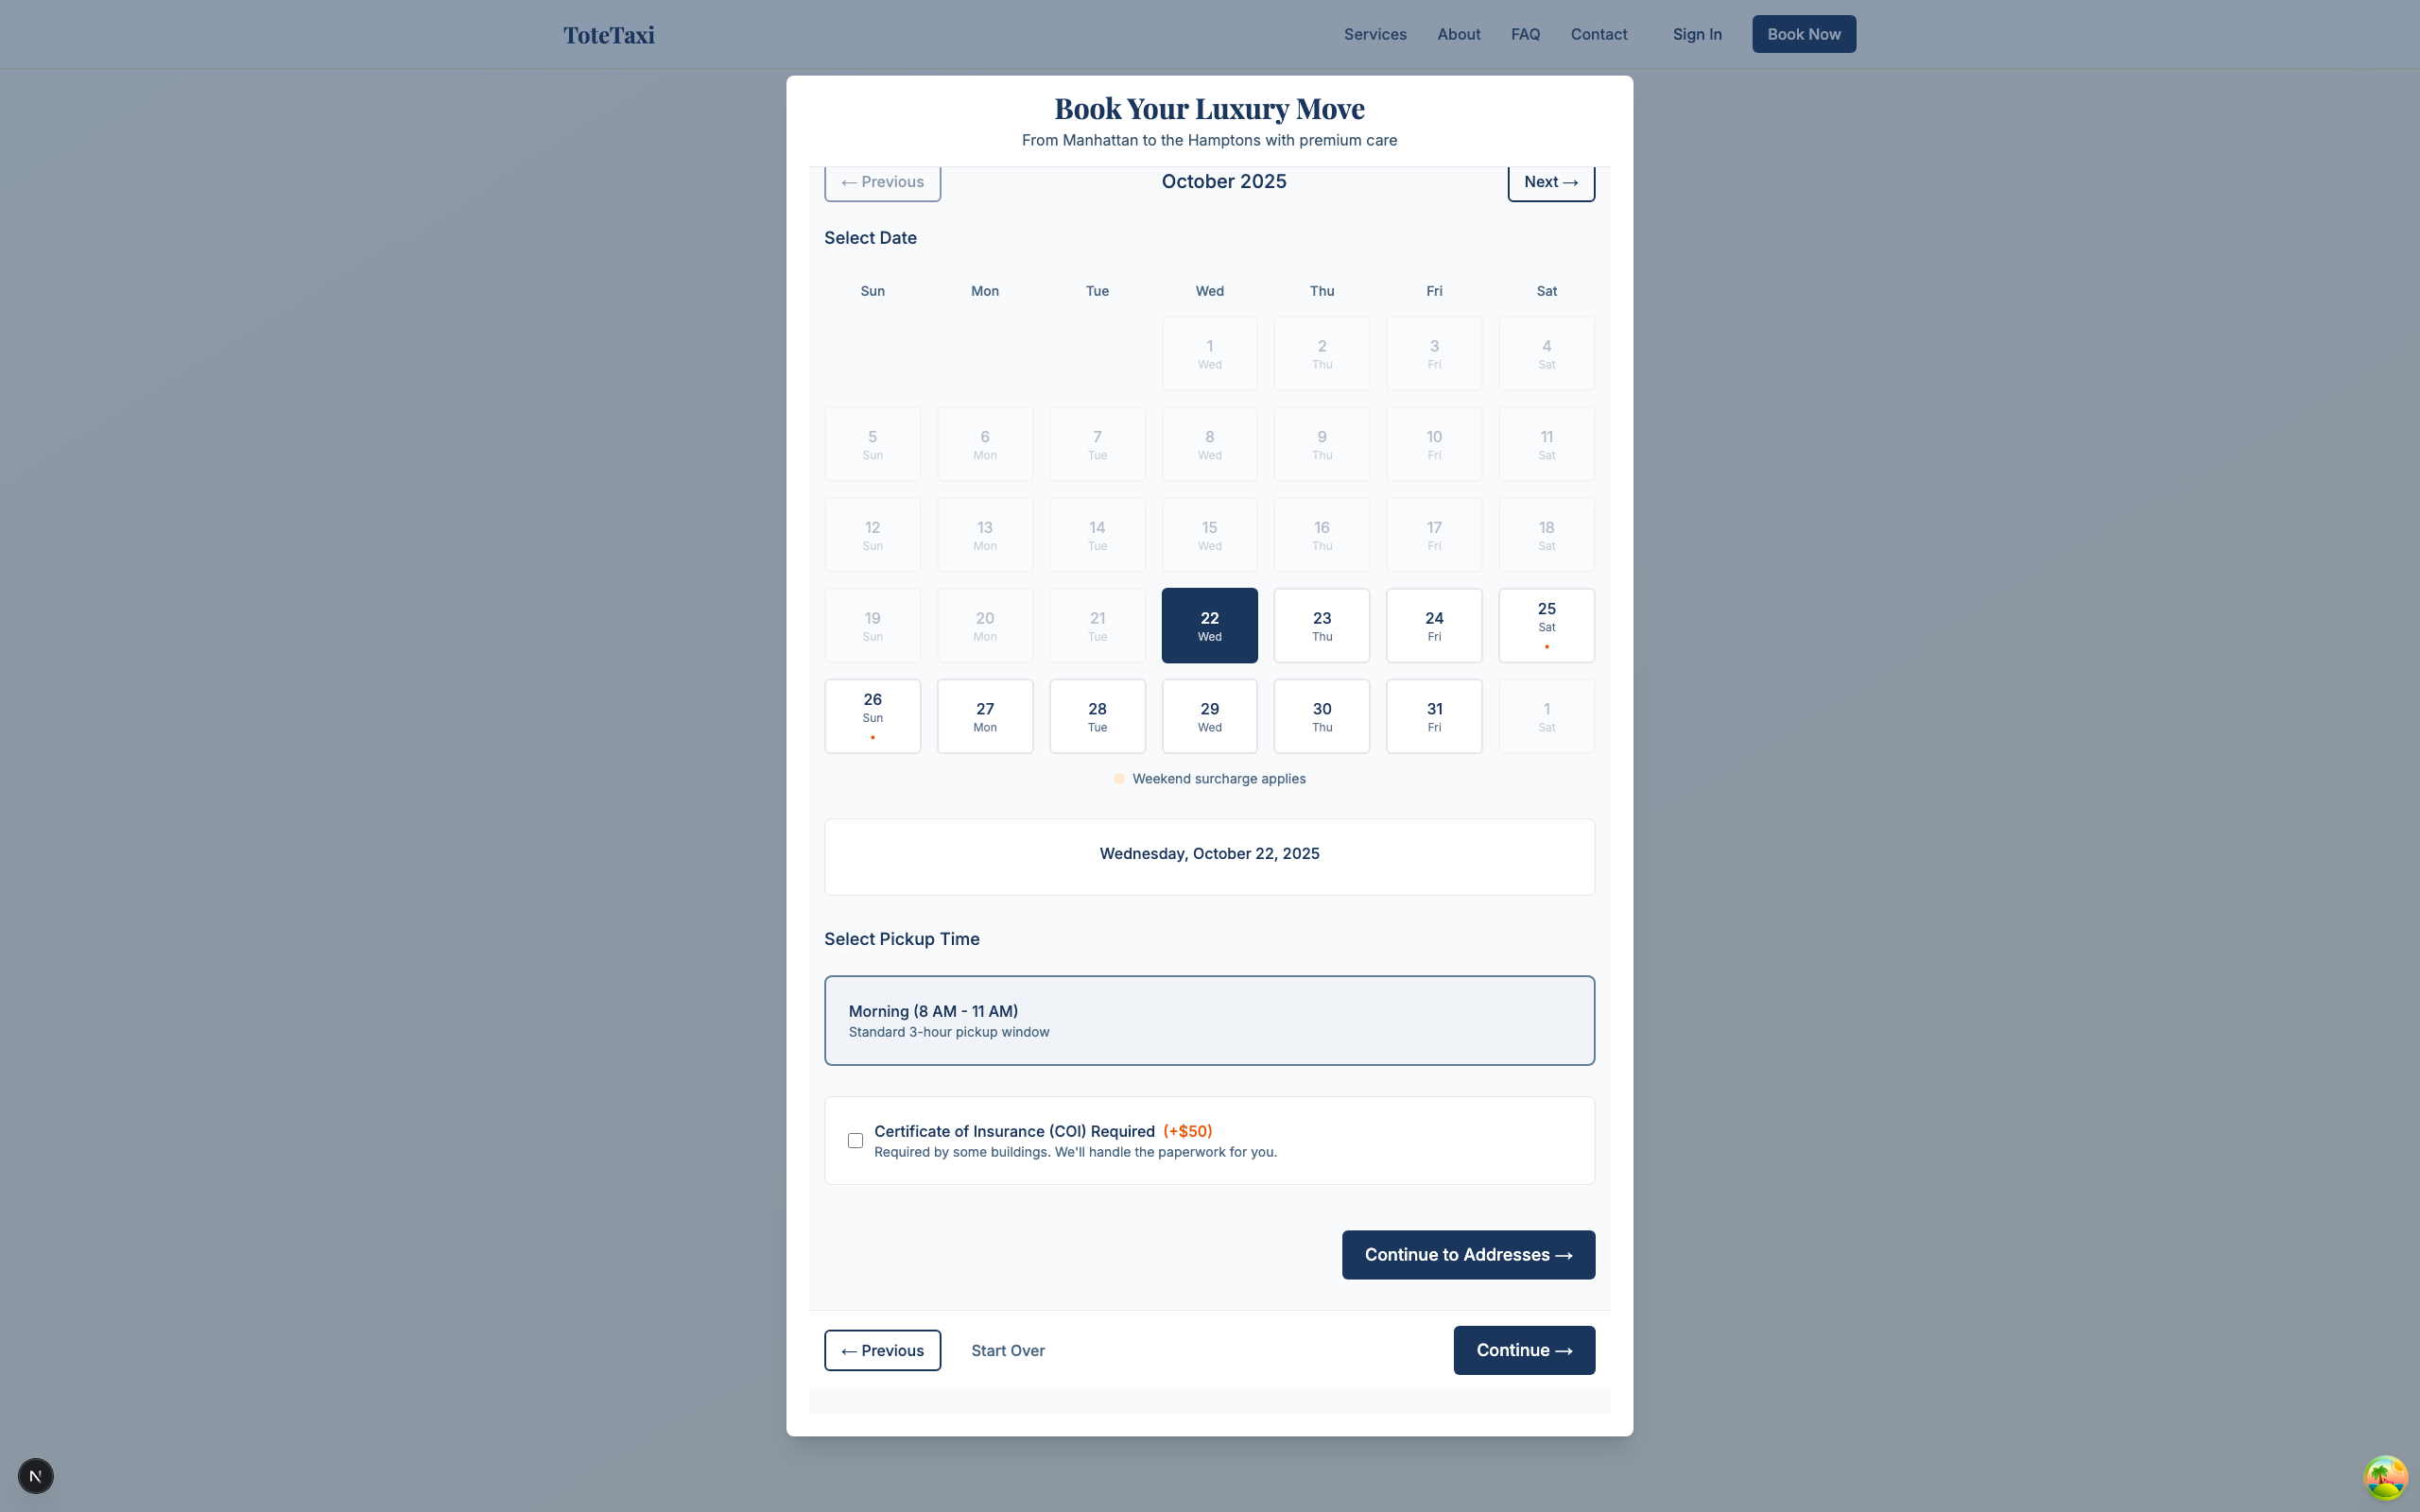 ToteTaxi
Services About FAQ Contact Sign In Book Now
Book Your Luxury Move
From Manhattan to the Hamptons with premium care
← Previous October 2025 Next →
Select Date
Sun Mon Tue Wed Thu Fri Sat
1 2 3 4
Wed Thu Fri Sat
5 6 7 8 9 10 11
Sun Mon Tue Wed Thu Fri Sat
12 13 14 15 16 17 18
Sun Mon Tue Wed Thu Fri Sat
19 20 21 22 23 24 25
Sun Mon Tue Wed Thu Fri Sat
26 27 28 29 30 31 1
Sun Mon Tue Wed Thu Fri Sat
Weekend surcharge applies
Wednesday, October 22, 2025
Select Pickup Time
Morning (8 AM - 11 AM)
Standard 3-hour pickup window
Certificate of Insurance (COI) Required (+$50)
Required by some buildings. We'll handle the paperwork for you.
Continue to Addresses →
← Previous Start Over Continue →
N